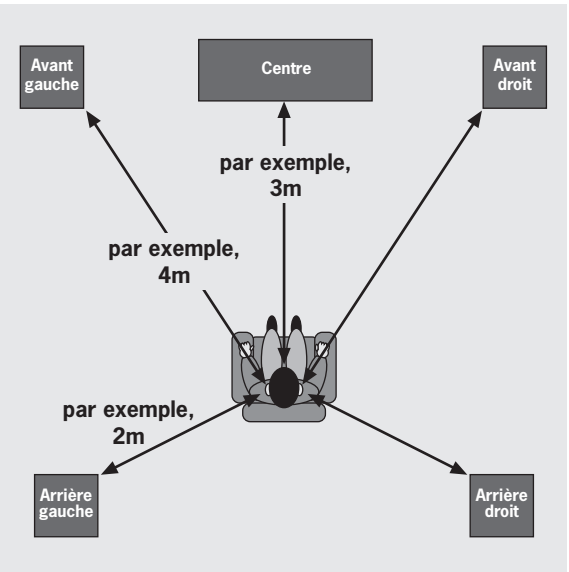 Avant
gauche
Centre
Avant
droit
par exemple,
3m
par exemple,
4m
par exemple,
2m
Arrière
gauche
Arrière
droit